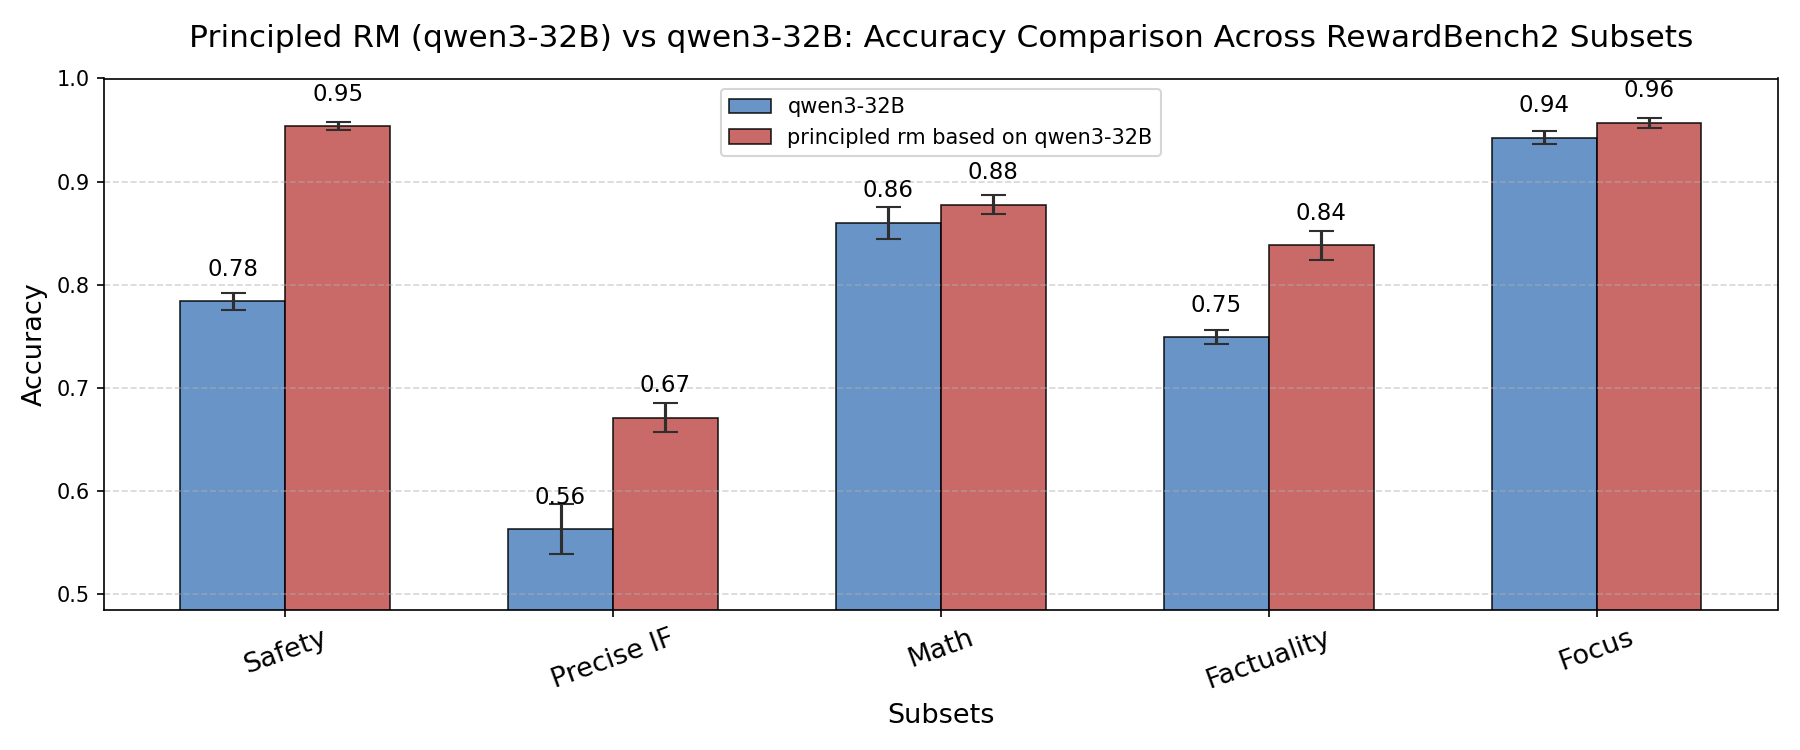 Principled RM (qwen3-32B) vs qwen3-32B: Accuracy Comparison Across RewardBench2 Subsets
qwen3-32B
principled rm based on qwen3-32B
Accuracy
1.0
0.9
0.8
0.7
0.6
0.5
0.78
0.95
0.56
0.67
0.86
0.88
0.75
0.84
0.94
0.96
Safety
Precise IF
Math
Factuality
Focus
Subsets